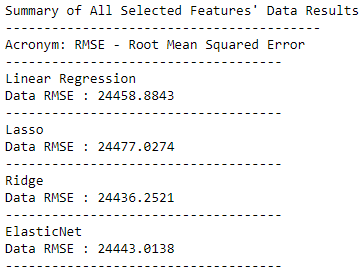 Summary of All Selected Features' Data Results
----------------------------------------
Acronym: RMSE - Root Mean Squared Error
-----------------------------------
Linear Regression
Data RMSE : 24458.8843
-----------------------------------
Lasso
Data RMSE : 24477.0274
-----------------------------------
Ridge
Data RMSE : 24436.2521
-----------------------------------
ElasticNet
Data RMSE : 24443.0138
-----------------------------------